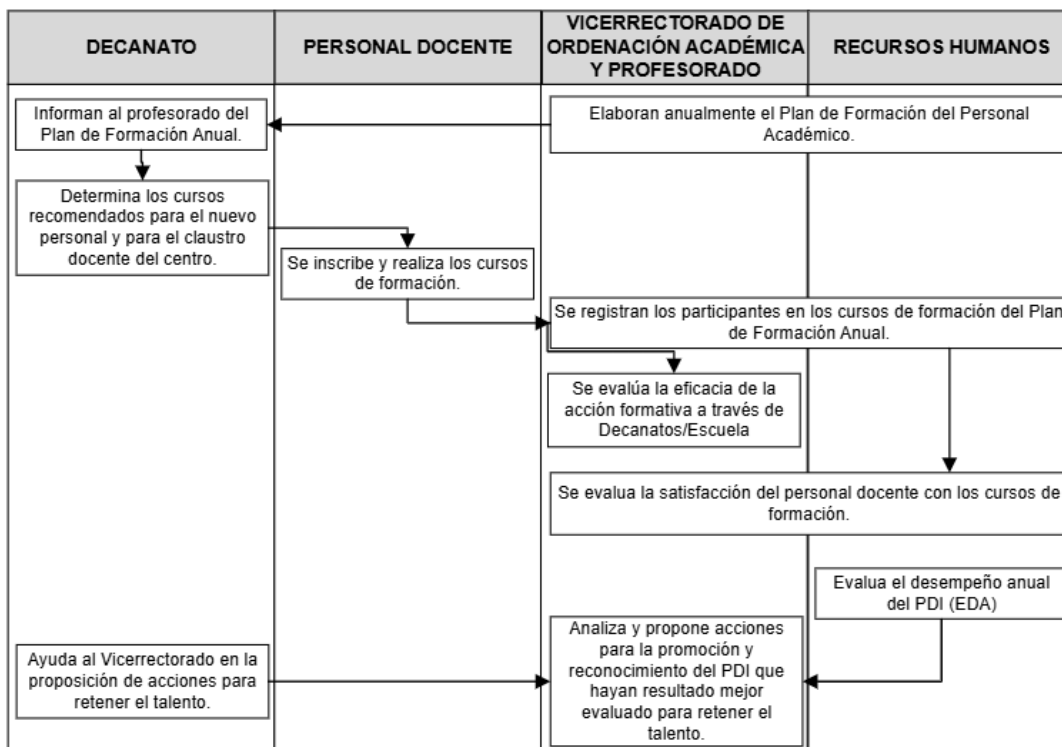 DECANATO
PERSONAL DOCENTE
VICERRECTORADO DE
ORDENACIÓN ACADÉMICA
Y PROFESORADO
RECURSOS HUMANOS
Informan al profesorado del
Plan de Formación Anual.
Elaboran anualmente el Plan de Formación del Personal
Académico.
Determina los cursos
recomendados para el nuevo
personal y para el claustro
docente del centro.
Se inscribe y realiza los cursos
de formación.
Se registran los participantes en los cursos de formación del Plan
de Formación Anual.
Se evalúa la eficacia de la
acción formativa a través de
Decanatos/Escuela
Se evalua la satisfacción del personal docente con los cursos de
formación.
Evalua el desempeño anual
del PDI (EDA)
Ayuda al Vicerrectorado en la
proposición de acciones para
retener el talento.
Analiza y propone acciones
para la promoción y
reconocimiento del PDI que
hayan resultado mejor
evaluado para retener el
talento.